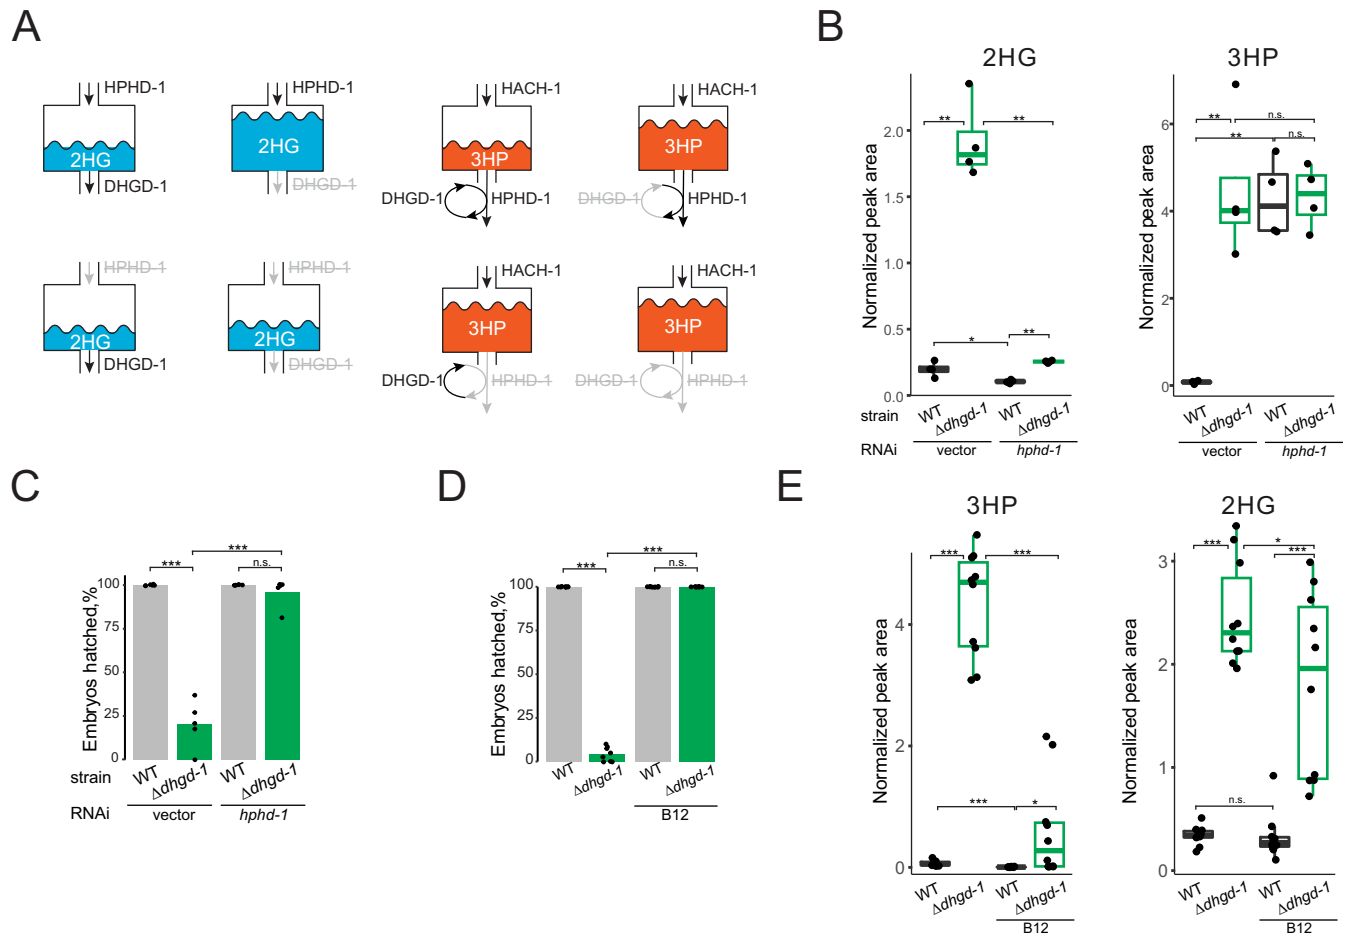 A
HPHD-1
2HG
DHGD-1
HPHD-1
2HG
DHGD-1
HACH-1
3HP
DHGD-1
HPHD-1
HACH-1
3HP
DHGD-1
HPHD-1
HPHD-1
2HG
DHGD-1
HPHD-1
2HG
DHGD-1
HACH-1
3HP
DHGD-1
HPHD-1
HACH-1
3HP
DHGD-1
HPHD-1
B
2HG
Normalized peak area
2.0
1.5
1.0
0.5
0.0
**
**
*
**
strain
WT
Δdhgd-1
WT
Δdhgd-1
RNAi
vector
hphd-1
3HP
Normalized peak area
6
4
2
0
**
n.s.
**
n.s.
WT
Δdhgd-1
WT
Δdhgd-1
vector
hphd-1
C
Embryos hatched,%
100
75
50
25
0
***
***
n.s.
strain
WT
Δdhgd-1
WT
Δdhgd-1
RNAi
vector
hphd-1
D
Embryos hatched,%
100
75
50
25
0
***
***
n.s.
WT
Δdhgd-1
WT
Δdhgd-1
B12
E
3HP
Normalized peak area
4
2
0
***
***
***
*
WT
Δdhgd-1
WT
Δdhgd-1
B12
2HG
Normalized peak area
3
2
1
0
***
*
***
n.s.
WT
Δdhgd-1
WT
Δdhgd-1
B12